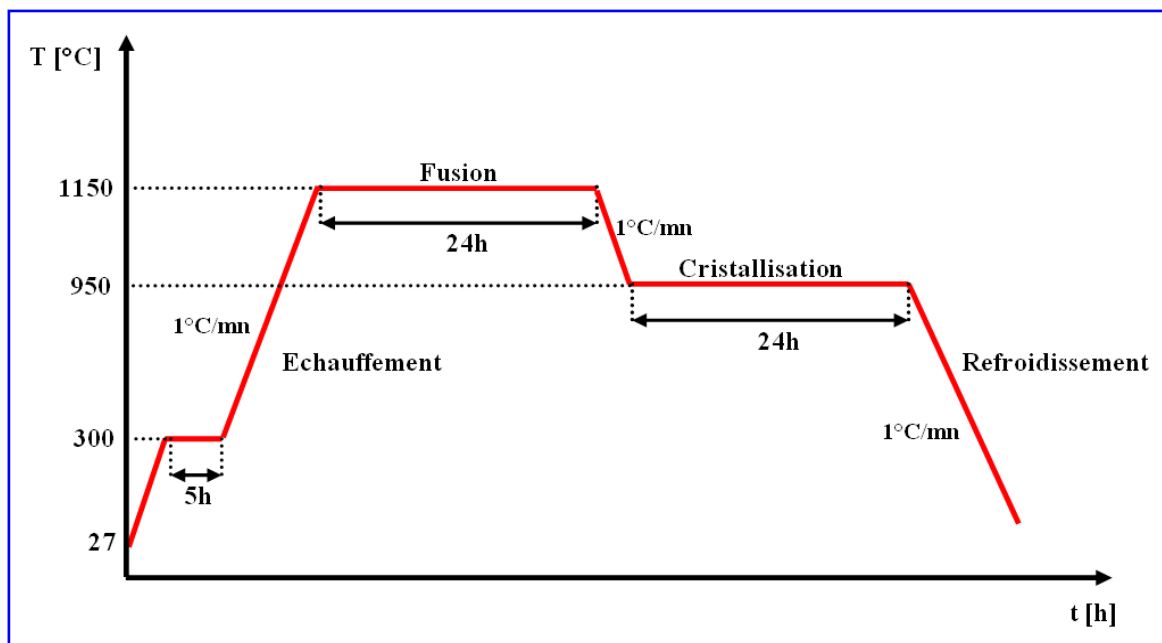 T [°C]
1150
Fusion
24h
1°C/mn
950
Cristallisation
24h
1°C/mn
Echauffement
Refroidissement
300
1°C/mn
5h
27
t [h]